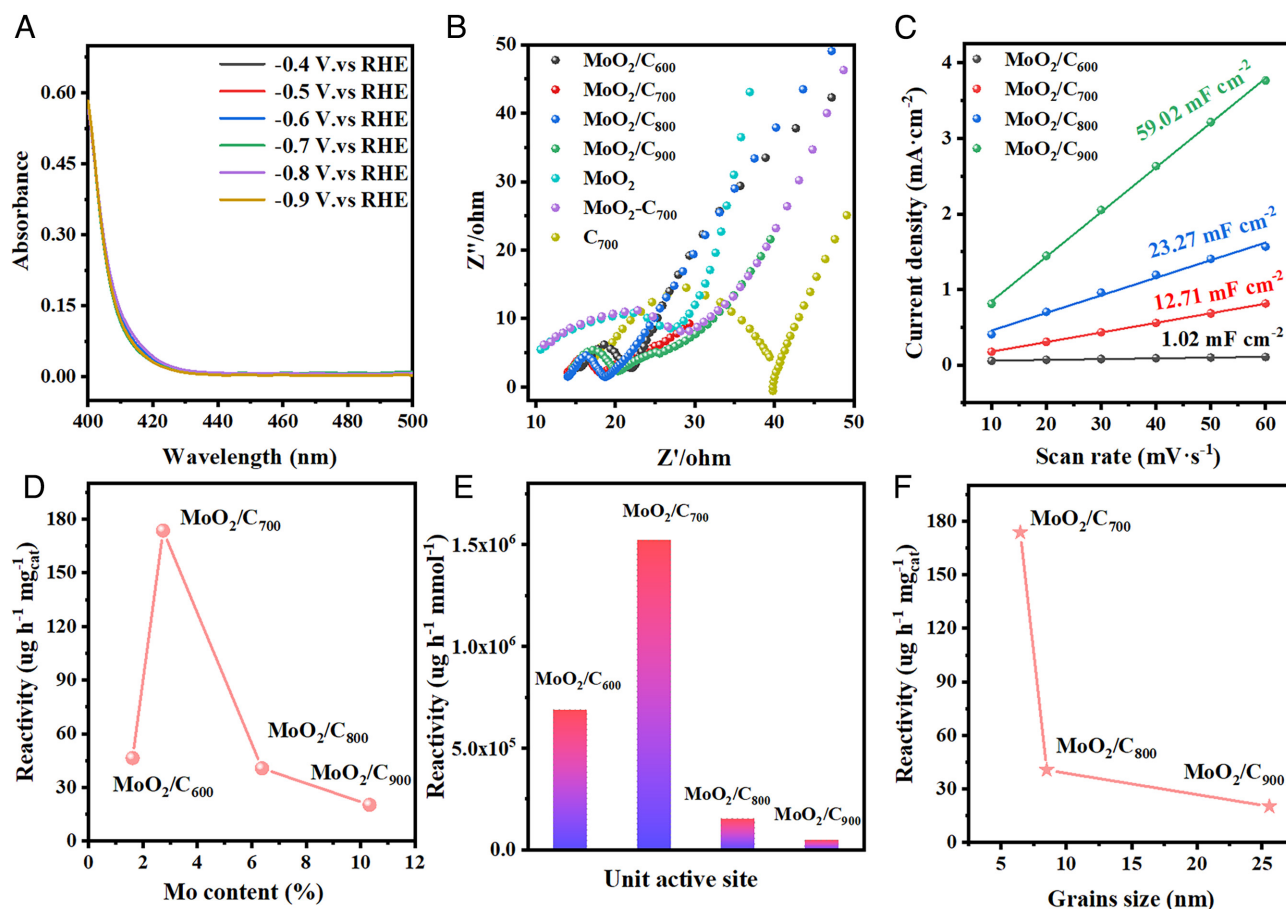 A
-0.4 V.vs RHE
-0.5 V.vs RHE
-0.6 V.vs RHE
-0.7 V.vs RHE
-0.8 V.vs RHE
-0.9 V.vs RHE
0.60
0.45
0.30
0.15
0.00
Absorbance
400 420 440 460 480 500
Wavelength (nm)
B
MoO₂/C₆₀₀
MoO₂/C₇₀₀
MoO₂/C₈₀₀
MoO₂/C₉₀₀
MoO₂
MoO₂-C₇₀₀
C₇₀₀
50
40
30
20
10
0
Z''/ohm
10 20 30 40 50
Z'/ohm
C
MoO₂/C₆₀₀
MoO₂/C₇₀₀
MoO₂/C₈₀₀
MoO₂/C₉₀₀
59.02 mF cm⁻²
23.27 mF cm⁻²
12.71 mF cm⁻²
1.02 mF cm⁻²
4
3
2
1
0
Current density (mA·cm⁻²)
10 20 30 40 50 60
Scan rate (mV·s⁻¹)
D
MoO₂/C₇₀₀
MoO₂/C₈₀₀
MoO₂/C₉₀₀
MoO₂/C₆₀₀
180
150
120
90
60
30
0
Reactivity (ug h⁻¹ mg⁻¹cat)
0 2 4 6 8 10 12
Mo content (%)
E
MoO₂/C₇₀₀
MoO₂/C₆₀₀
MoO₂/C₈₀₀
MoO₂/C₉₀₀
1.5x10⁶
1.0x10⁶
5.0x10⁵
0.0
Reactivity (ug h⁻¹ mmol⁻¹)
Unit active site
F
MoO₂/C₇₀₀
MoO₂/C₈₀₀
MoO₂/C₉₀₀
180
150
120
90
60
30
0
Reactivity (ug h⁻¹ mg⁻¹cat)
5 10 15 20 25
Grains size (nm)